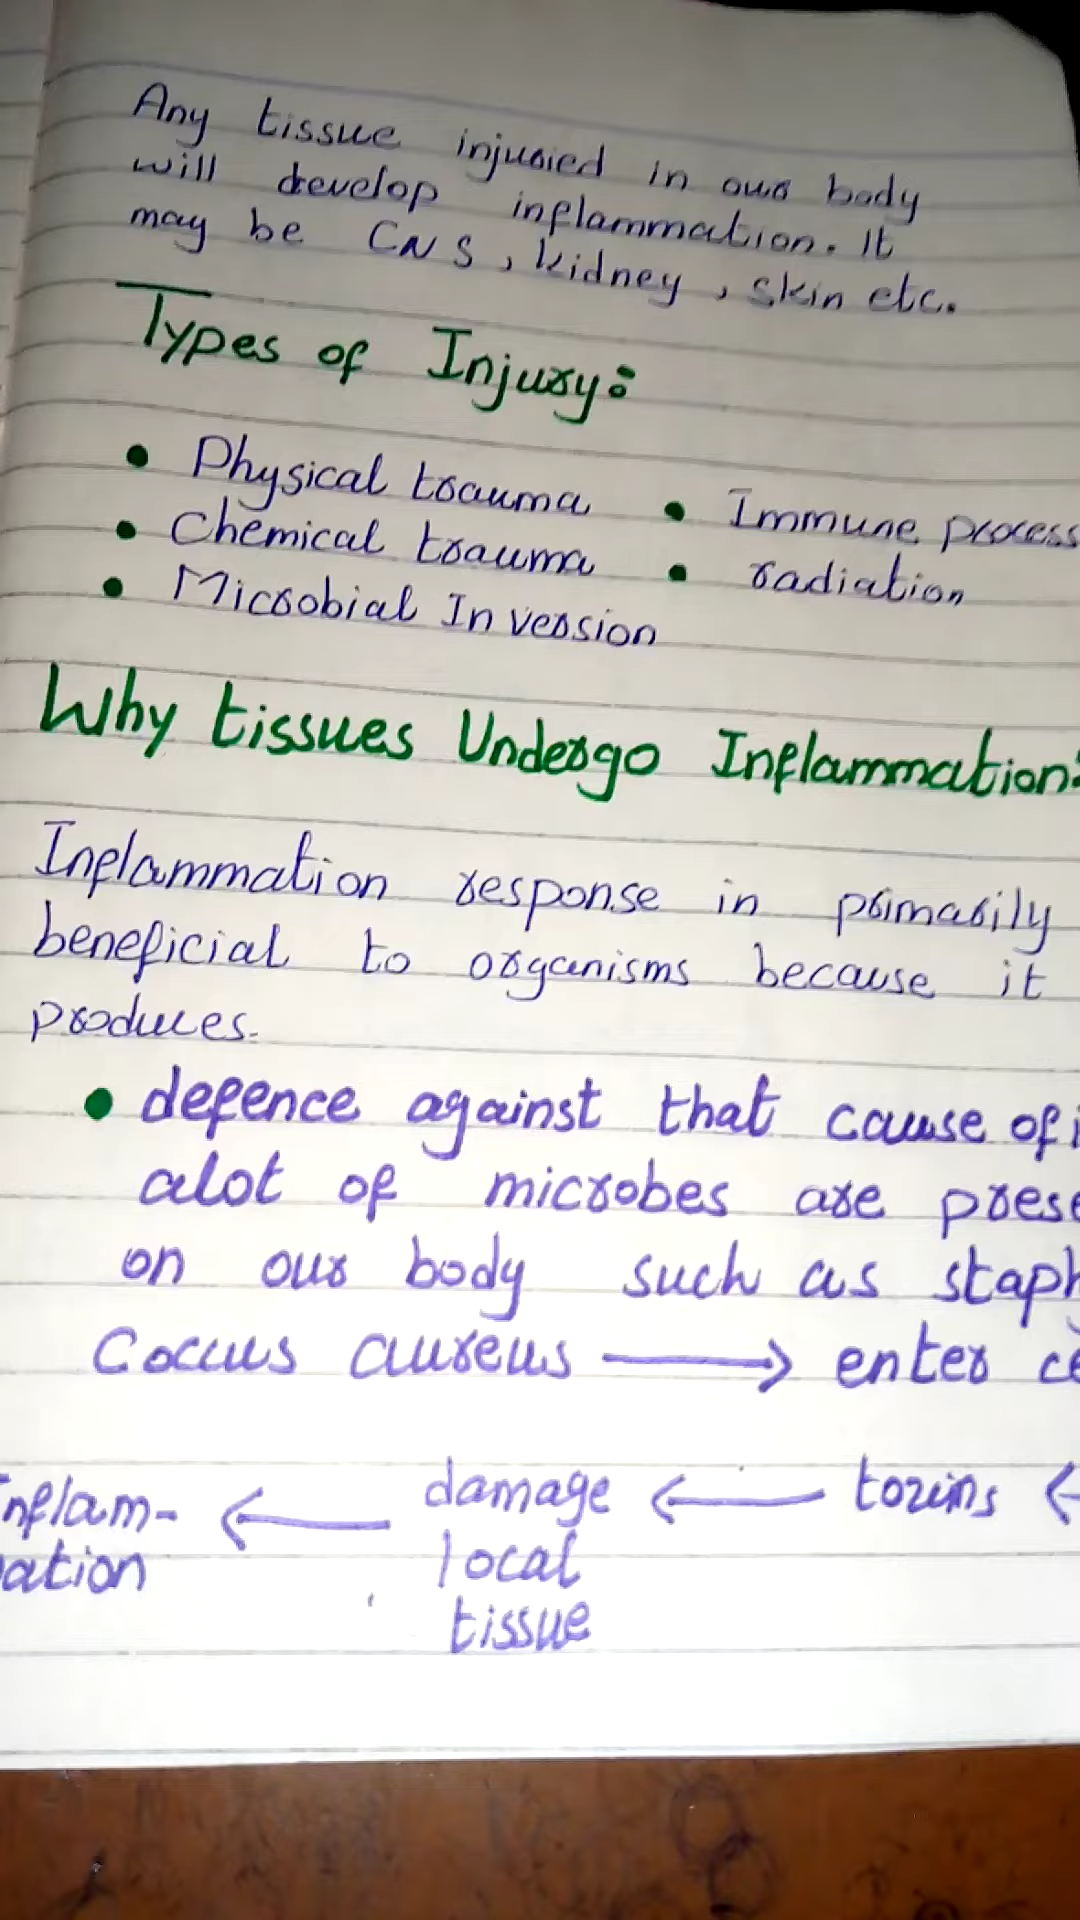 Any tissue injuried in our body
will develop inflammation. It
may be CNS, kidney, skin etc.
Types of Injury:
• Physical trauma • Immune process
• Chemical trauma • radiation
• Microbial Inversion
Why tissues Undergo Inflammation:
Inflammation response in primarily
beneficial to organisms because it
produces.
• defence against that cause of
alot of microbes are prese
on our body such as staph
Coccus aureus → enter ce
nflam- ← damage ← toxins ←
ation local
tissue